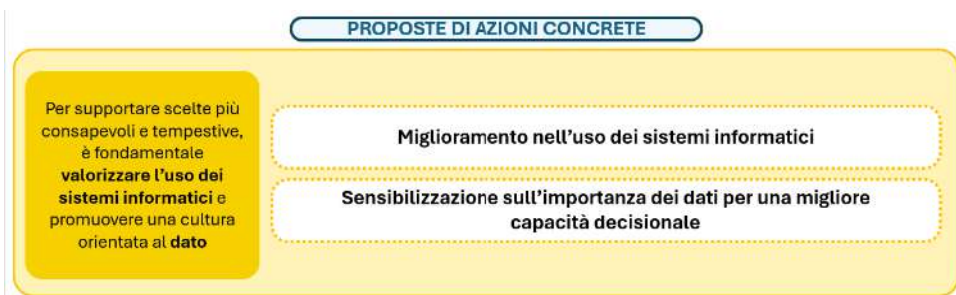 PROPOSTE DI AZIONI CONCRETE
Per supportare scelte più
consapevoli e tempestive,
è fondamentale
valorizzare l'uso dei
sistemi informatici e
promuovere una cultura
orientata al dato
Miglioramento nell'uso dei sistemi informatici
Sensibilizzazione sull'importanza dei dati per una migliore
capacità decisionale